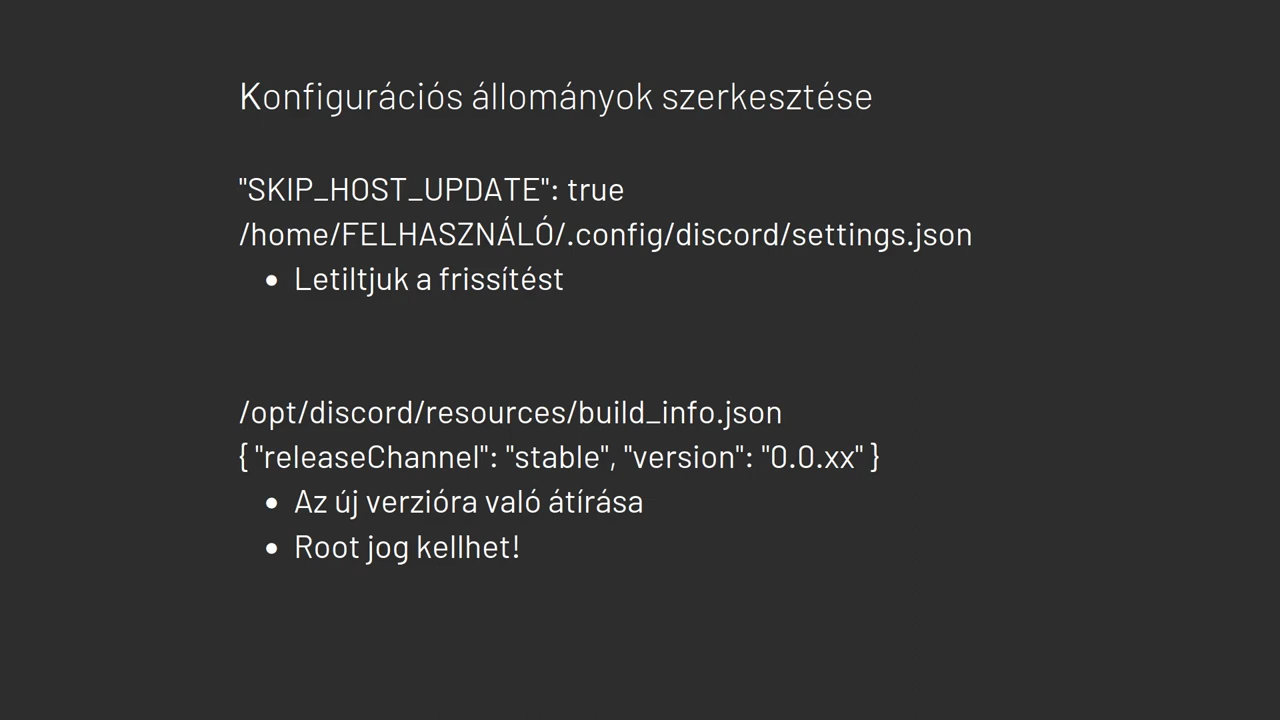 Konfigurációs állományok szerkesztése
"SKIP_HOST_UPDATE": true
/home/FELHASZNÁLÓ/.config/discord/settings.json
• Letiltjuk a frissítést
/opt/discord/resources/build_info.json
{ "releaseChannel": "stable", "version": "0.0.xx" }
• Az új verzióra való átírása
• Root jog kellhet!